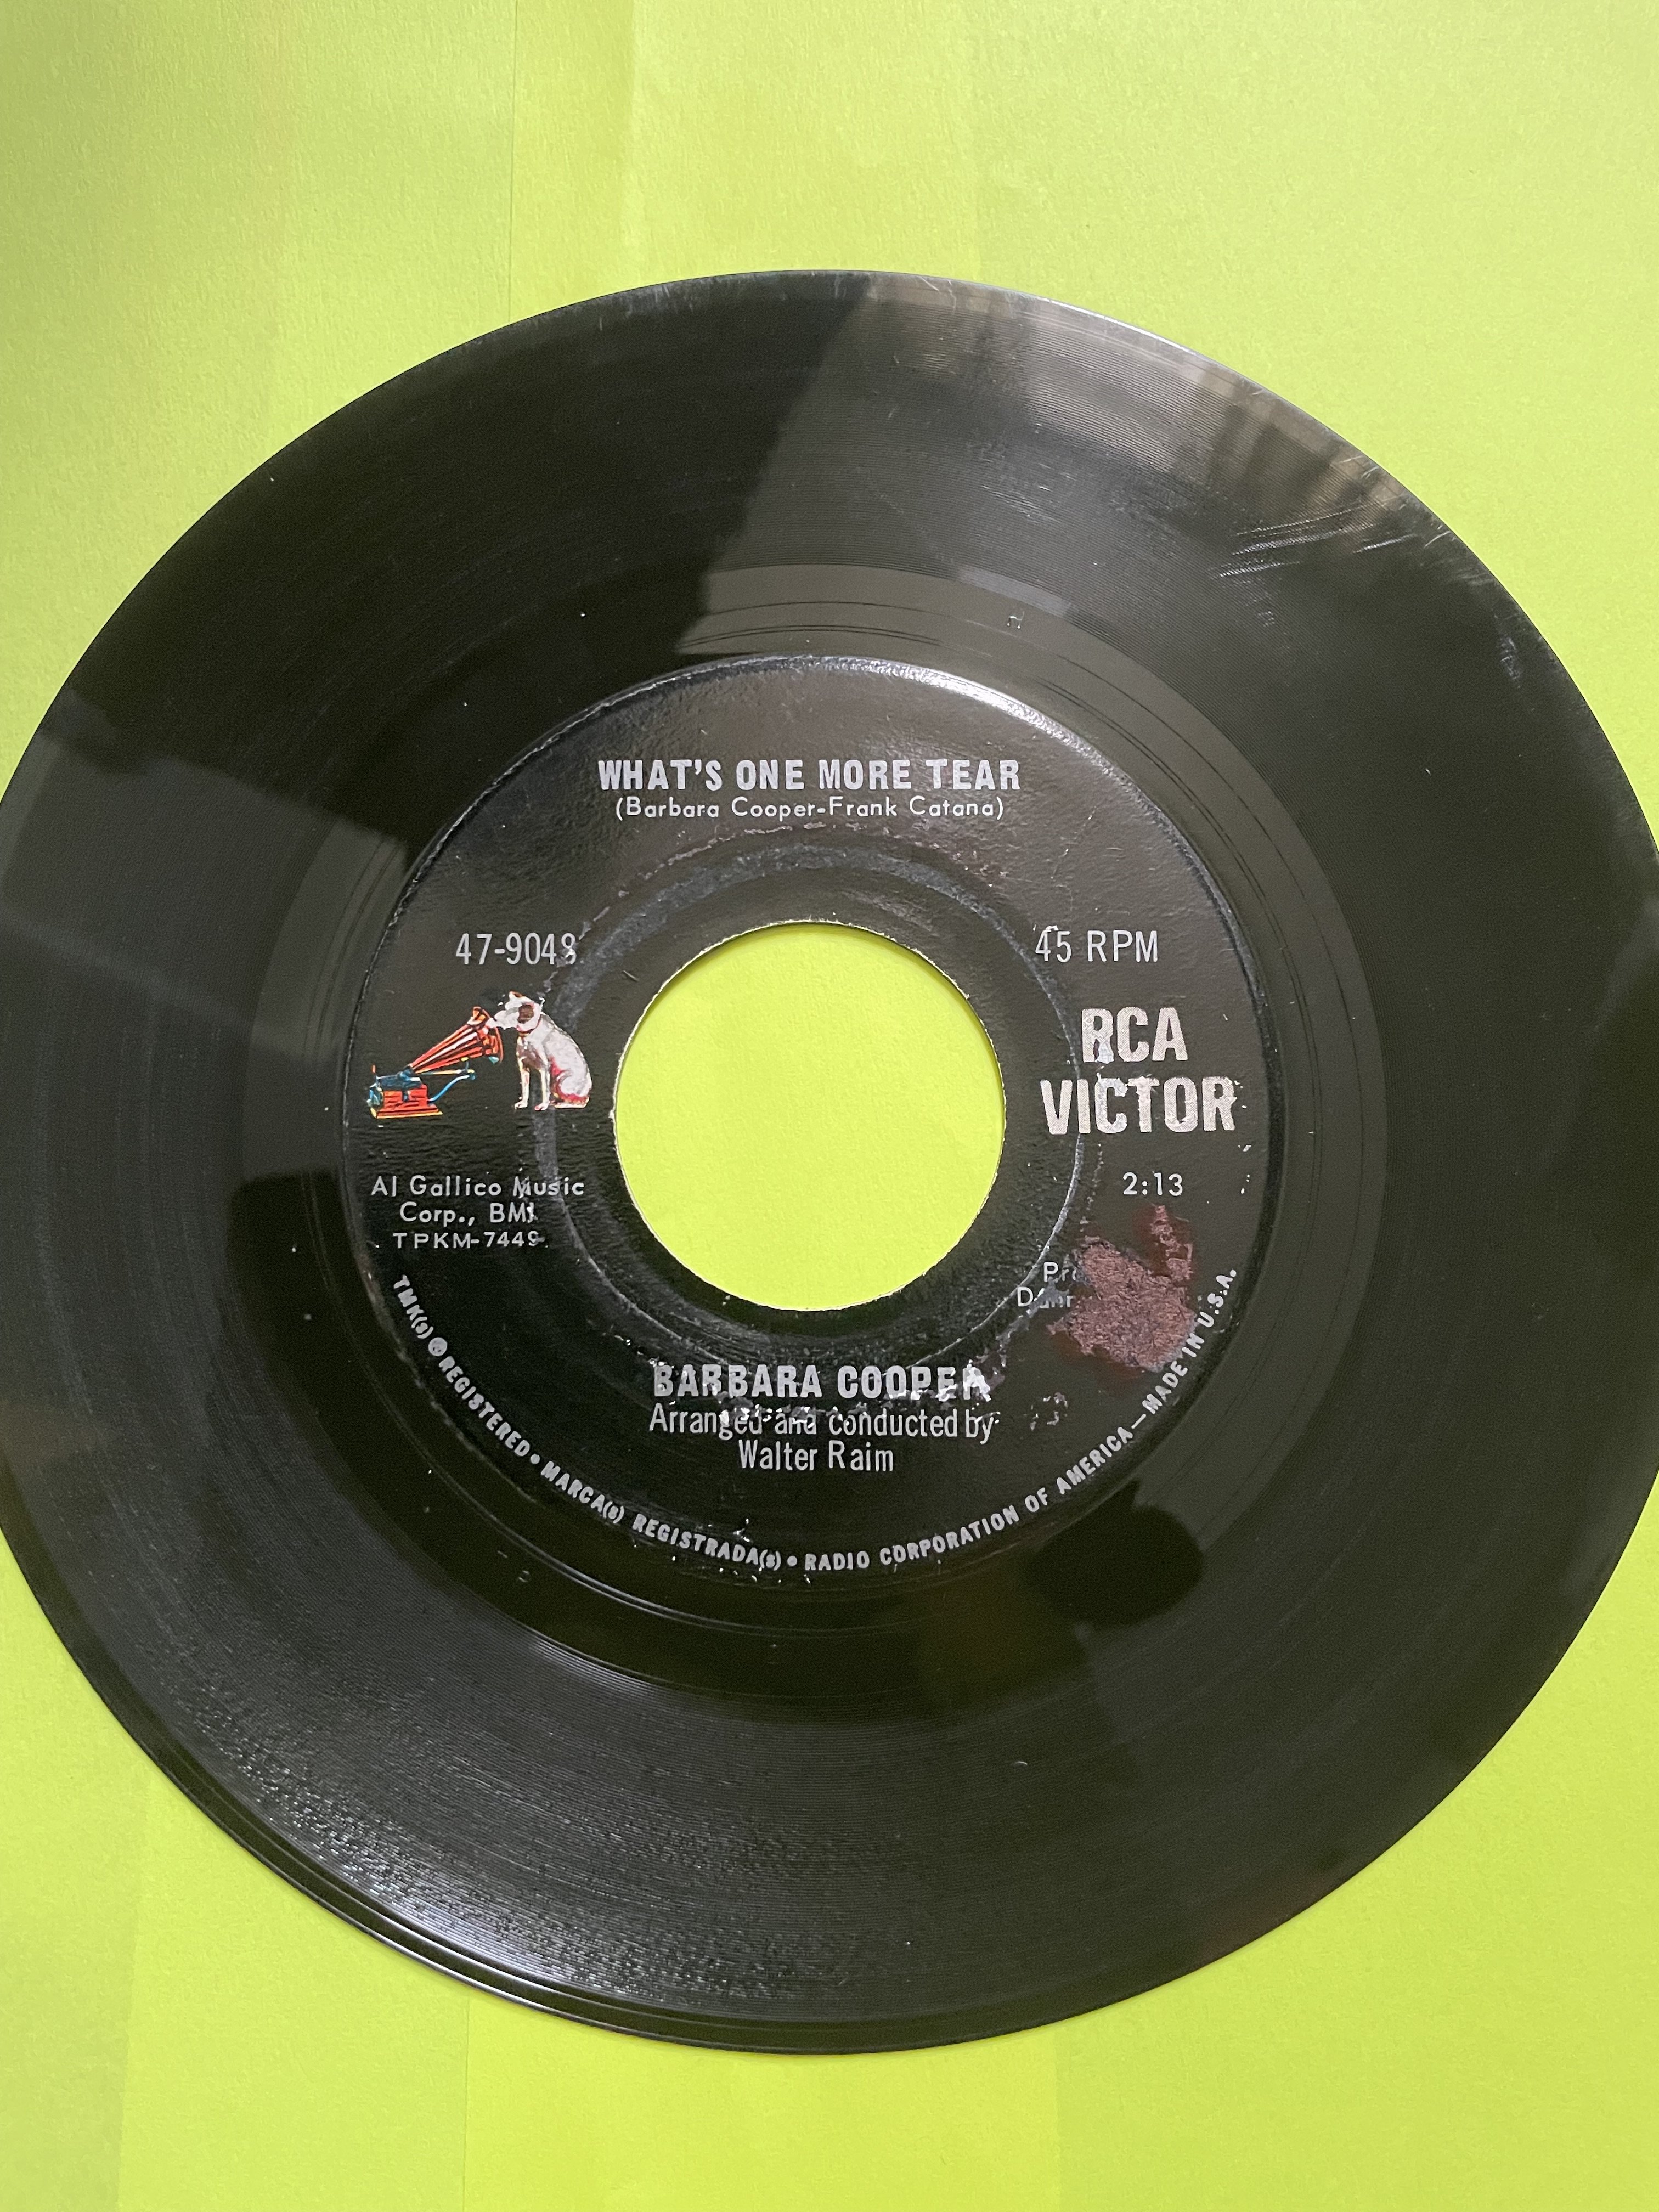 WHAT'S ONE MORE TEAR
(Barbara Cooper-Frank Catana)
47-9048
45 RPM
RCA
VICTOR
Al Gallico Music
Corp., BMI
TPKM-7449
2:13
BARBARA COOPER
Arranged and conducted by
Walter Raim
TMK(s) ® REGISTERED • MARCA(s) REGISTRADA(s) • RADIO CORPORATION OF AMERICA—MADE IN U.S.A.